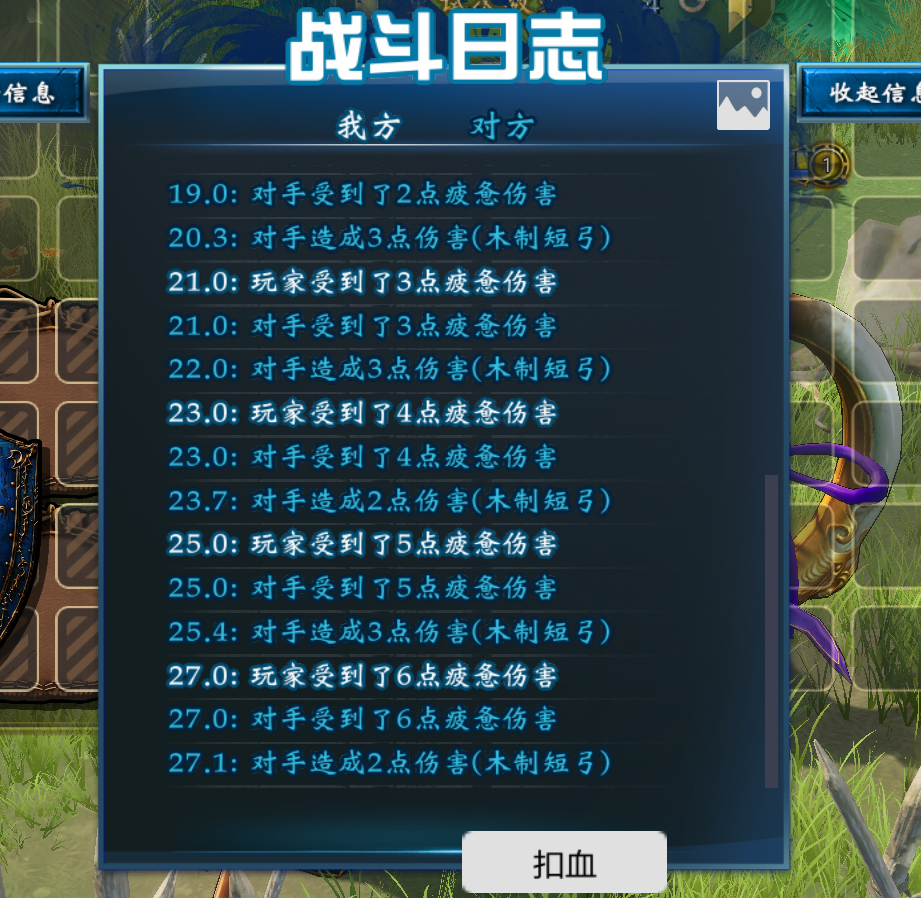 战斗日志
信息
收起信息
我方 对方
1
19.0: 对手受到了2点疲惫伤害
20.3: 对手造成3点伤害(木制短弓)
21.0: 玩家受到了3点疲惫伤害
21.0: 对手受到了3点疲惫伤害
22.0: 对手造成3点伤害(木制短弓)
23.0: 玩家受到了4点疲惫伤害
23.0: 对手受到了4点疲惫伤害
23.7: 对手造成2点伤害(木制短弓)
25.0: 玩家受到了5点疲惫伤害
25.0: 对手受到了5点疲惫伤害
25.4: 对手造成3点伤害(木制短弓)
27.0: 玩家受到了6点疲惫伤害
27.0: 对手受到了6点疲惫伤害
27.1: 对手造成2点伤害(木制短弓)
扣血